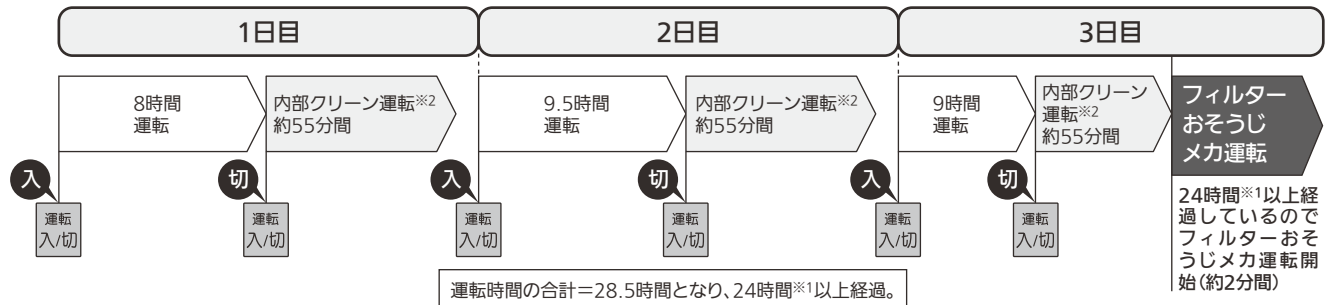 1日目
2日目
3日目
8時間
運転
内部クリーン運転※2
約55分間
9.5時間
運転
内部クリーン運転※2
約55分間
9時間
運転
内部クリーン
運転※2
約55分間
フィルター
おそうじ
メカ運転
入
切
入
切
入
切
運転
入/切
運転
入/切
運転
入/切
運転
入/切
運転
入/切
運転
入/切
24時間※1以上経
過しているので
フィルターおそ
うじメカ運転開
始(約2分間)
運転時間の合計=28.5時間となり、24時間※1以上経過。